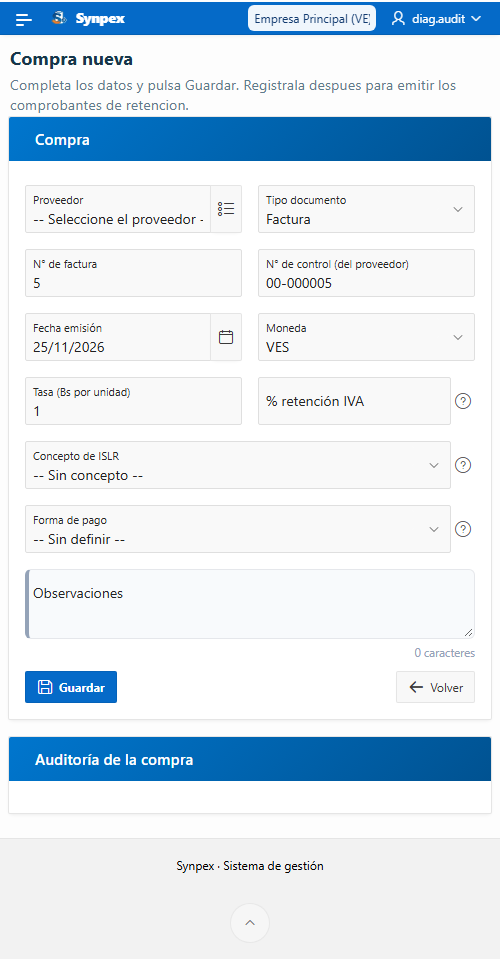 Synpex
Empresa Principal (VE)
diag.audit
Compra nueva
Completa los datos y pulsa Guardar. Registrala despues para emitir los
comprobantes de retencion.
Compra
Proveedor
-- Seleccione el proveedor -
Tipo documento
Factura
N° de factura
5
N° de control (del proveedor)
00-000005
Fecha emisión
25/11/2026
Moneda
VES
Tasa (Bs por unidad)
1
% retención IVA
?
Concepto de ISLR
-- Sin concepto --
?
Forma de pago
-- Sin definir --
?
Observaciones
0 caracteres
Guardar
Volver
Auditoría de la compra
Synpex · Sistema de gestión